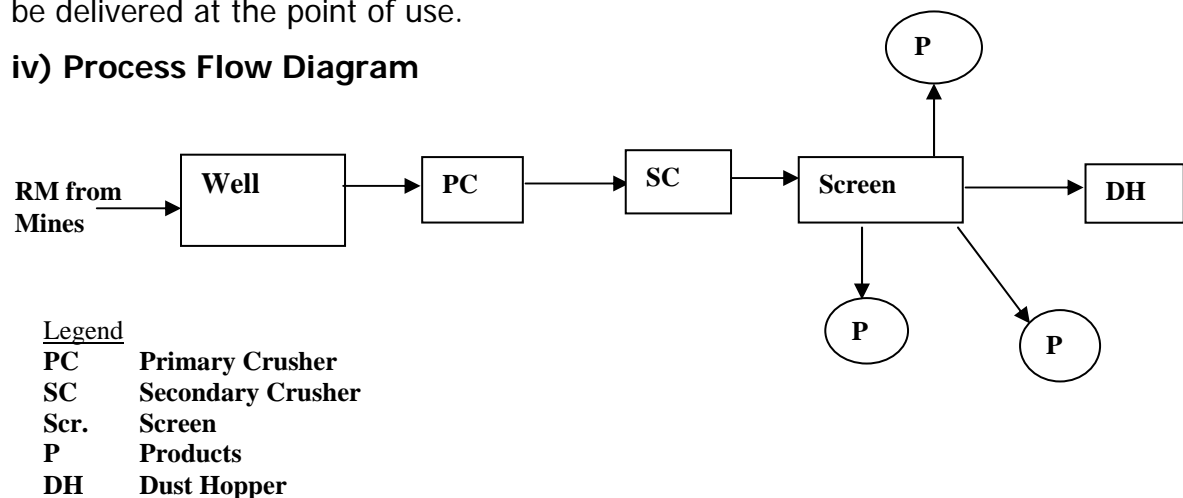 be delivered at the point of use.
iv) Process Flow Diagram
P
RM from
Mines
Well
PC
SC
Screen
DH
P
P
Legend
PC Primary Crusher
SC Secondary Crusher
Scr. Screen
P Products
DH Dust Hopper